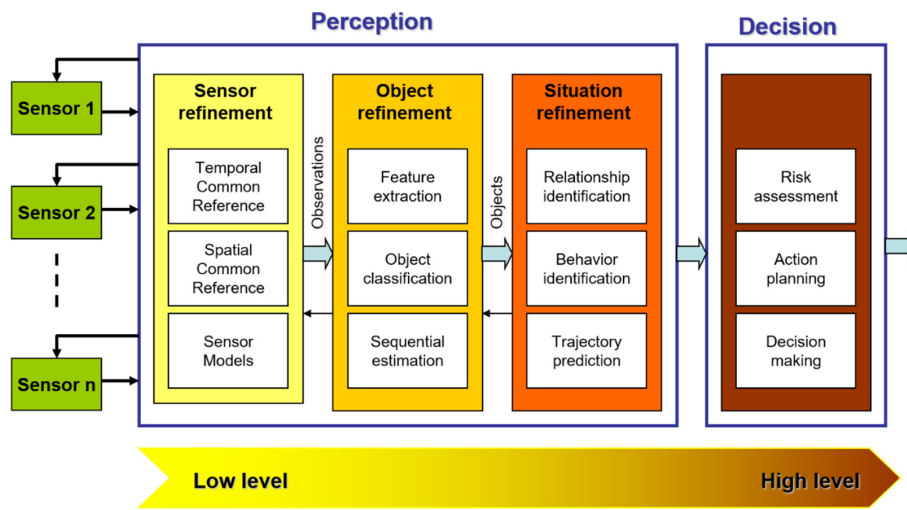 Perception
Decision
Sensor 1
Sensor 2
Sensor n
Sensor
refinement
Temporal
Common
Reference
Spatial
Common
Reference
Sensor
Models
Observations
Object
refinement
Feature
extraction
Object
classification
Sequential
estimation
Objects
Situation
refinement
Relationship
identification
Behavior
identification
Trajectory
prediction
Risk
assessment
Action
planning
Decision
making
Low level
High level